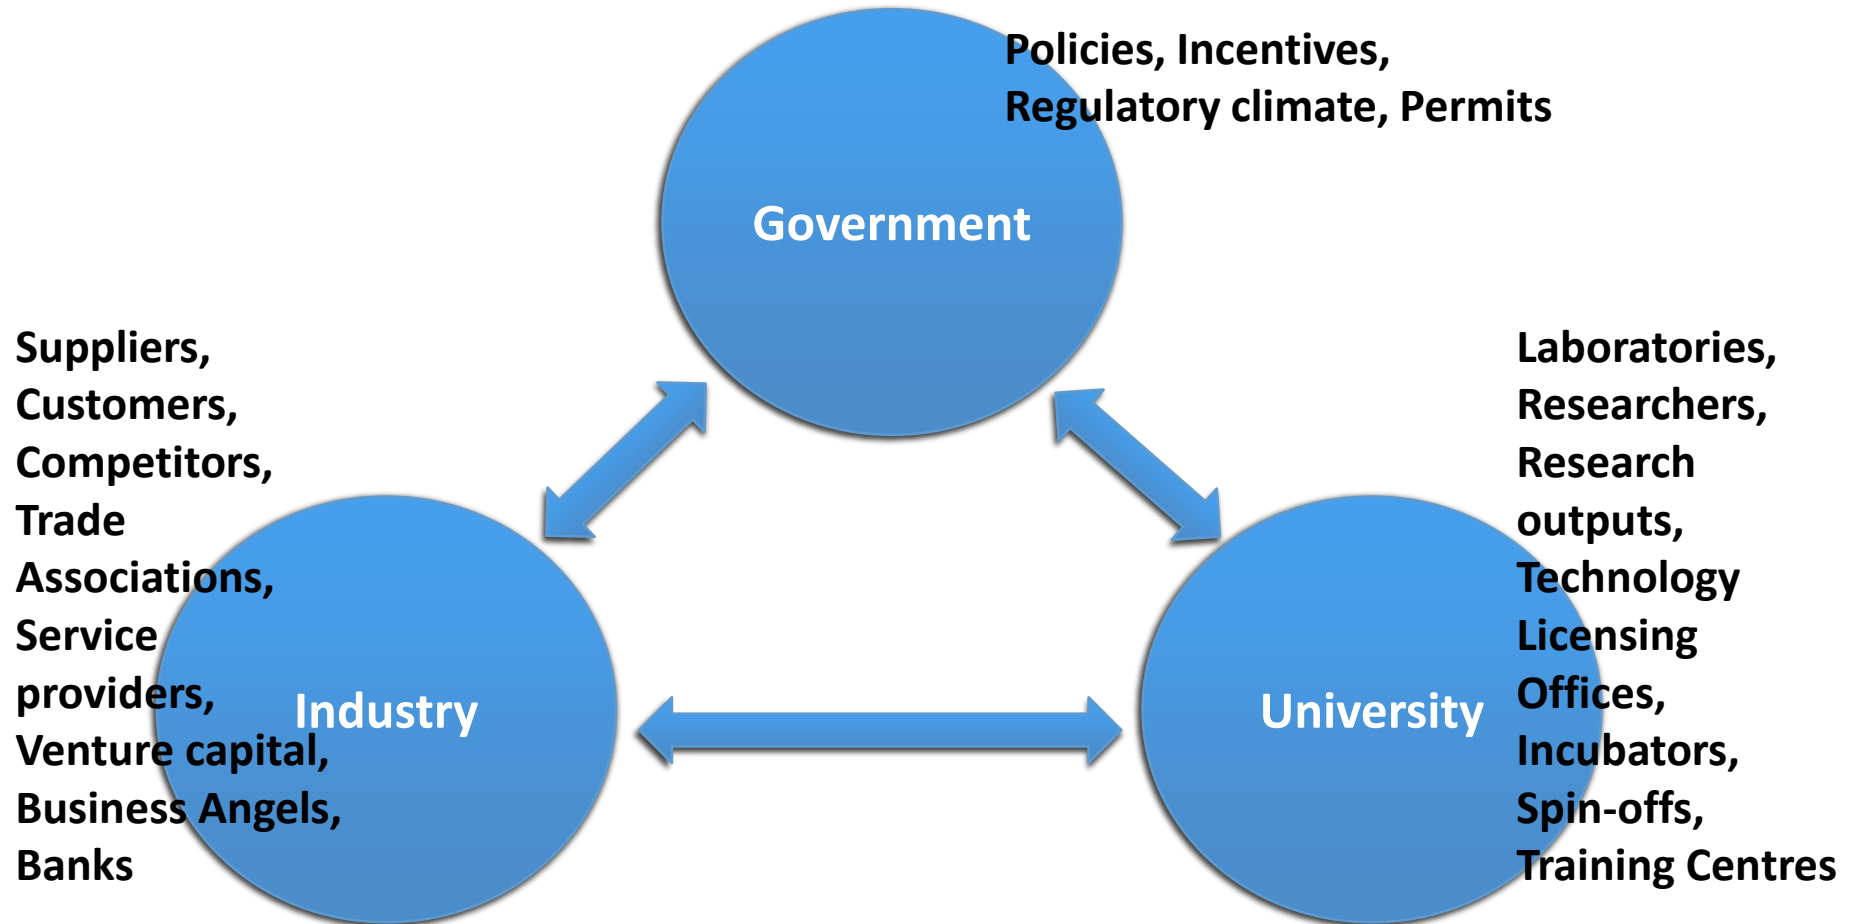 Policies, Incentives,
Regulatory climate, Permits
Government
Suppliers,
Customers,
Competitors,
Trade
Associations,
Service
providers,
Venture capital,
Business Angels,
Banks
Industry
University
Laboratories,
Researchers,
Research
outputs,
Technology
Licensing
Offices,
Incubators,
Spin-offs,
Training Centres